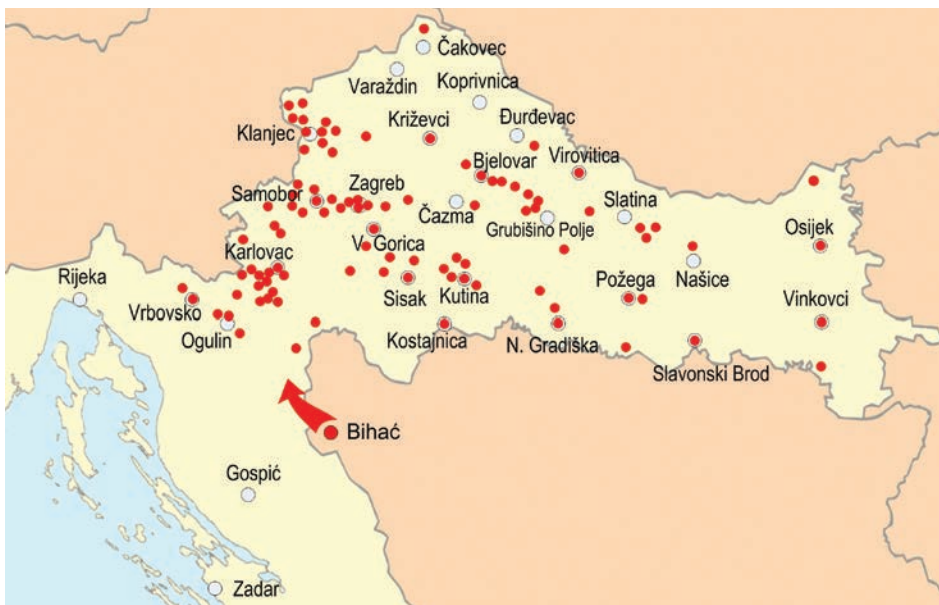 Čakovec
Varaždin
Koprivnica
Klanjec
Križevci
Đurđevac
Bjelovar
Virovitica
Samobor
Zagreb
Čazma
Slatina
Grubišino Polje
Osijek
V. Gorica
Karlovac
Rijeka
Sisak
Kutina
Požega
Našice
Vinkovci
Vrbovsko
Ogulin
Kostajnica
N. Gradiška
Slavonski Brod
Bihać
Gospić
Zadar